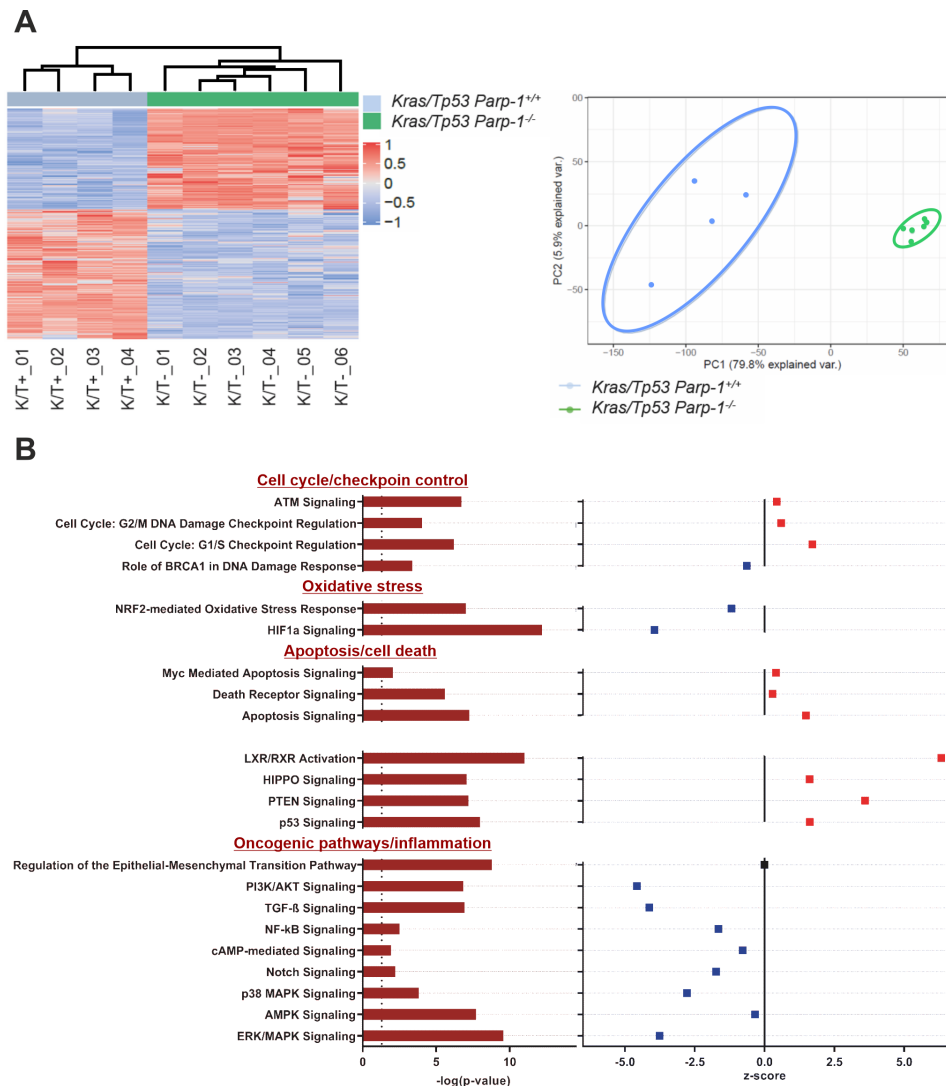 A
Kras/Tp53 Parp-1+/+
Kras/Tp53 Parp-1-/-
1
0.5
0
−0.5
−1
K/T+_01
K/T+_02
K/T+_03
K/T+_04
K/T-_01
K/T-_02
K/T-_03
K/T-_04
K/T-_05
K/T-_06
PC2 (5.9% explained var.)
00
50
0
−50
−150
−100
−50
0
50
PC1 (79.8% explained var.)
Kras/Tp53 Parp-1+/+
Kras/Tp53 Parp-1-/-
B
Cell cycle/checkpoin control
ATM Signaling
Cell Cycle: G2/M DNA Damage Checkpoint Regulation
Cell Cycle: G1/S Checkpoint Regulation
Role of BRCA1 in DNA Damage Response
Oxidative stress
NRF2-mediated Oxidative Stress Response
HIF1a Signaling
Apoptosis/cell death
Myc Mediated Apoptosis Signaling
Death Receptor Signaling
Apoptosis Signaling
LXR/RXR Activation
HIPPO Signaling
PTEN Signaling
p53 Signaling
Oncogenic pathways/inflammation
Regulation of the Epithelial-Mesenchymal Transition Pathway
PI3K/AKT Signaling
TGF-ß Signaling
NF-kB Signaling
cAMP-mediated Signaling
Notch Signaling
p38 MAPK Signaling
AMPK Signaling
ERK/MAPK Signaling
0 5 10
-log(p-value)
-5.0 -2.5 0.0 2.5 5.0
z-score